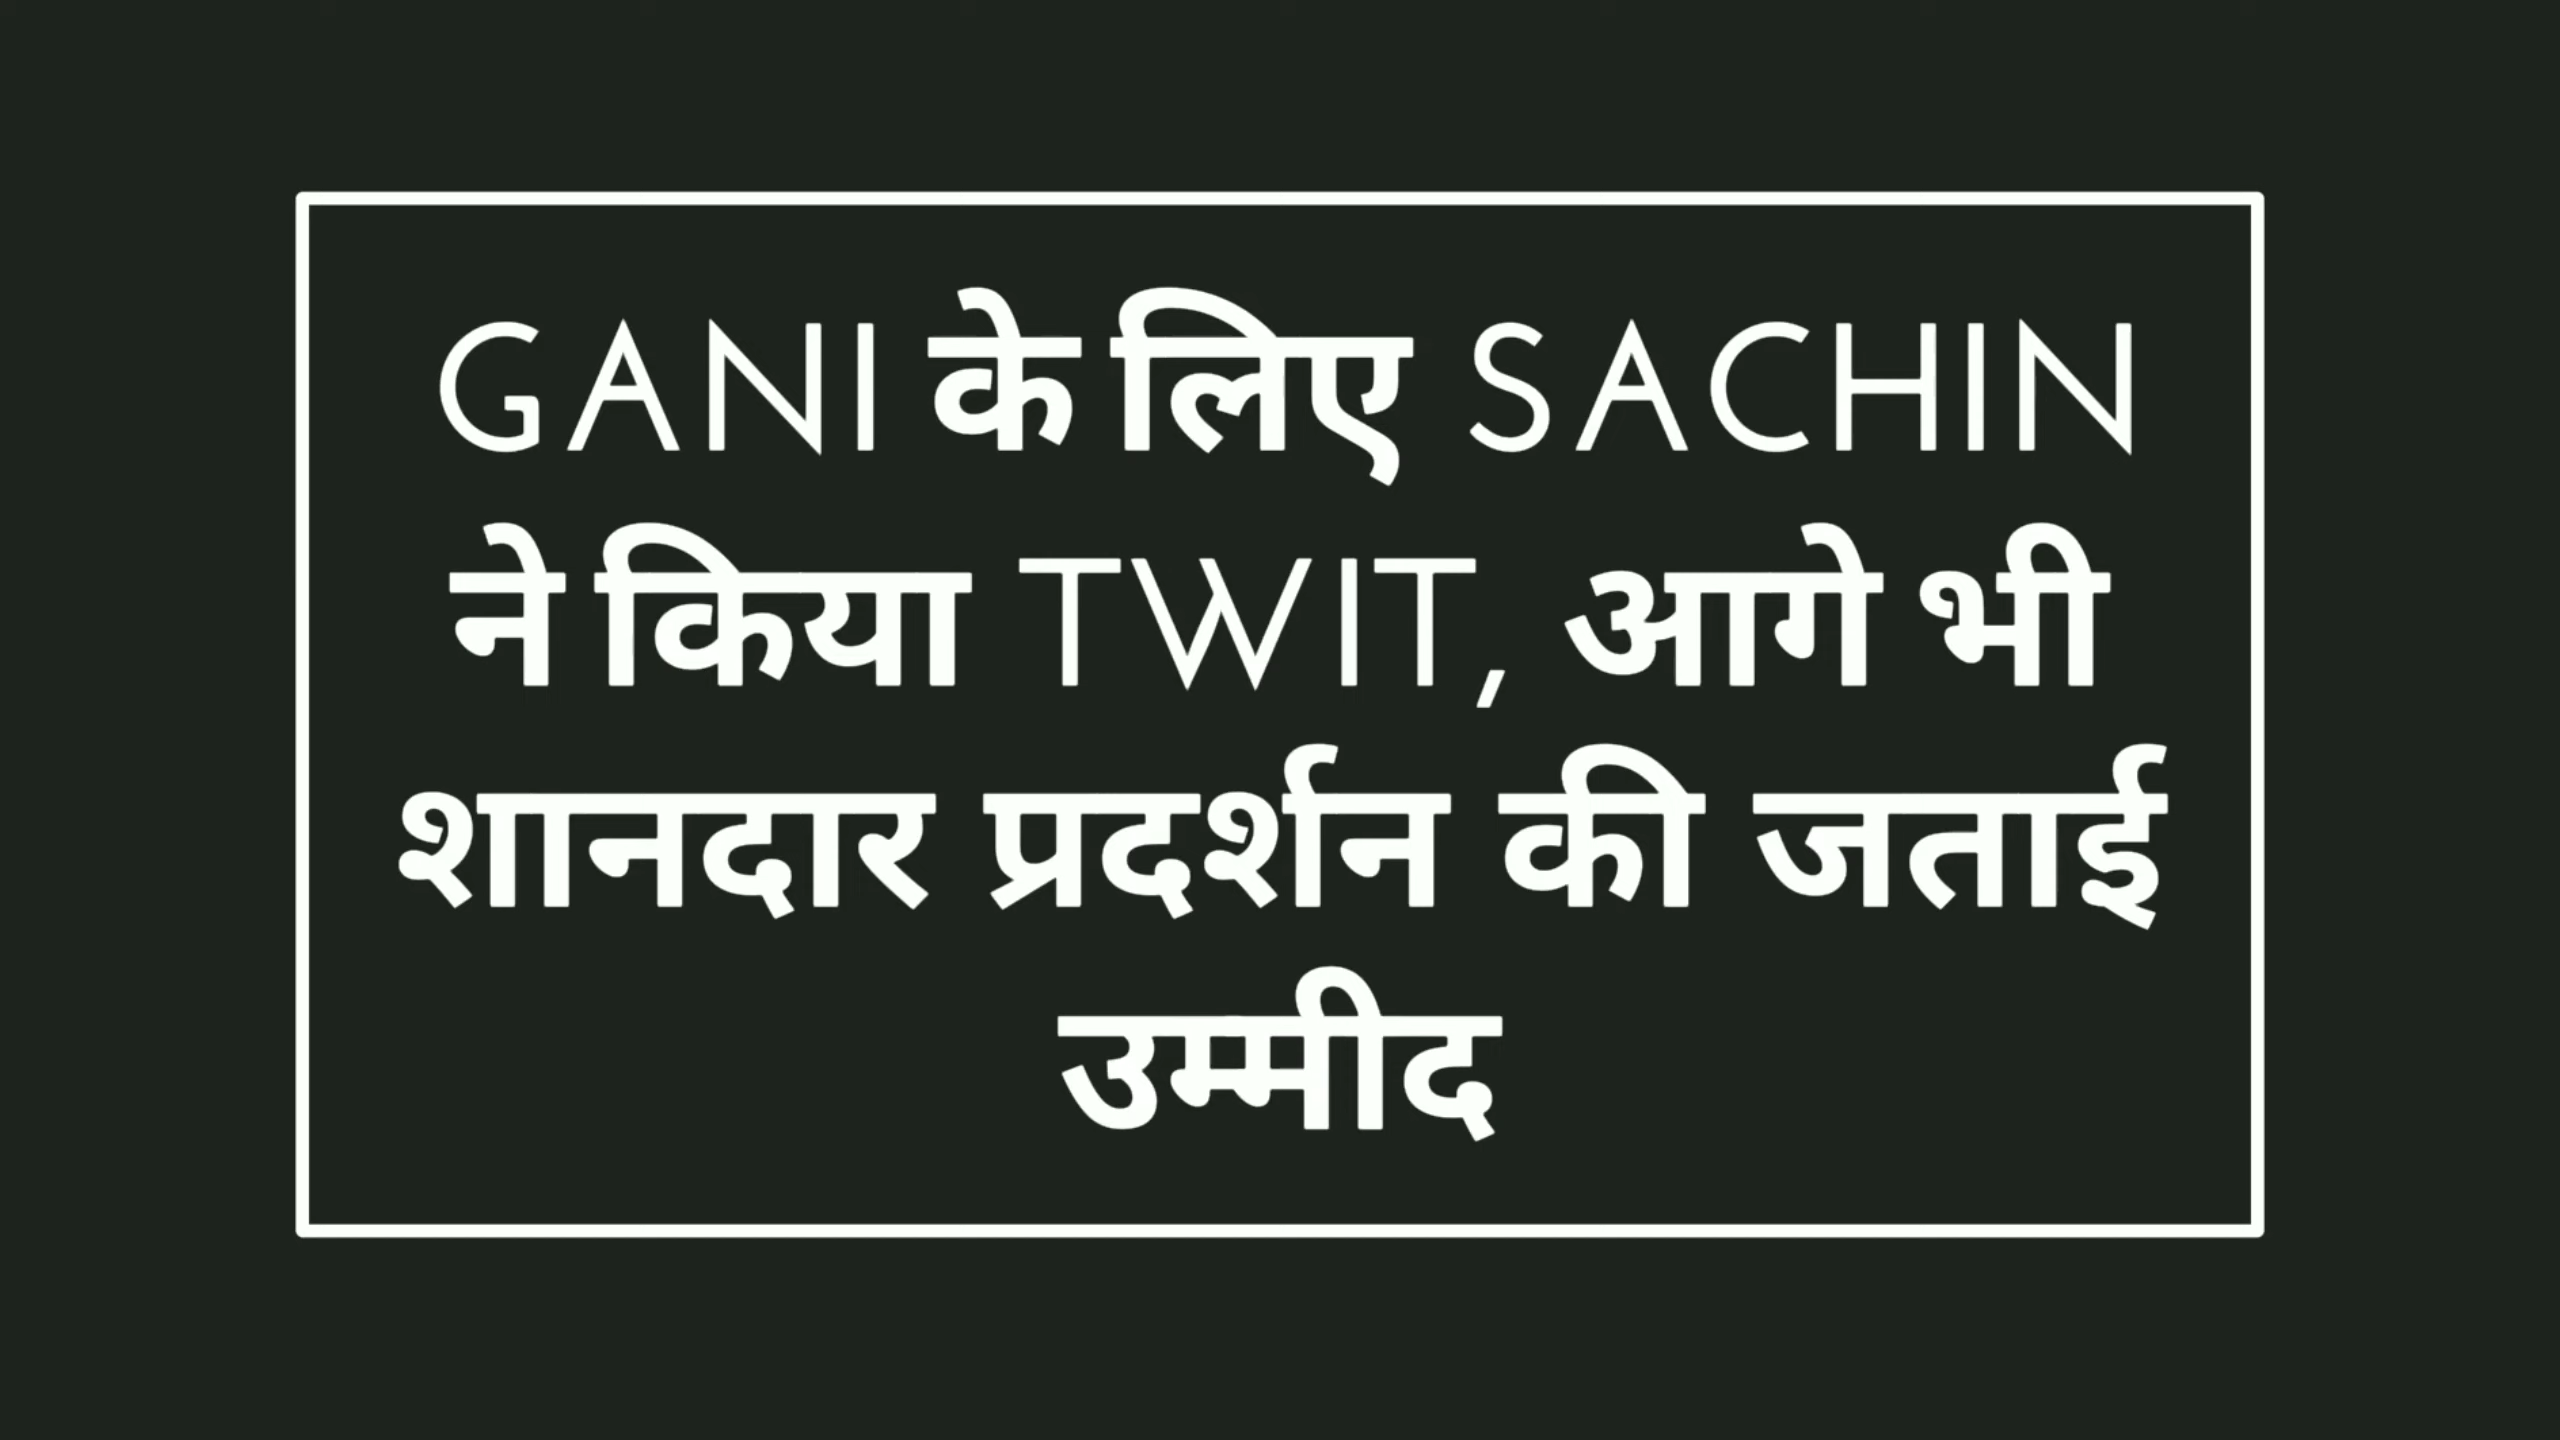 GANI के लिए SACHIN
ने किया TWIT, आगे भी
शानदार प्रदर्शन की जताई
उम्मीद